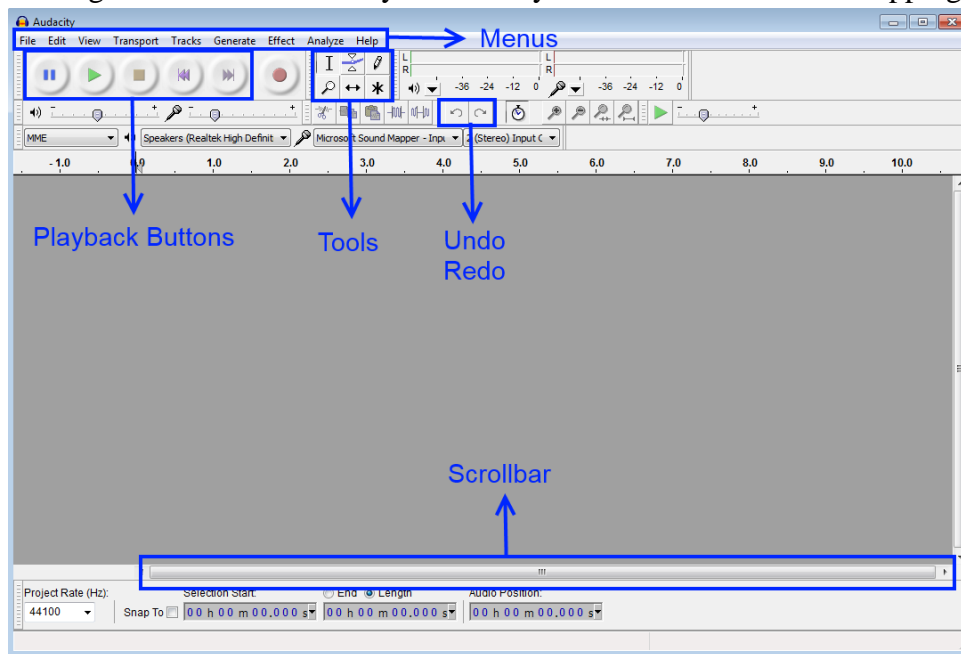 Audacity
File Edit View Transport Tracks Generate Effect Analyze Help
Menus
L
R
L
R
-36 -24 -12 0
-36 -24 -12 0
MME
Speakers (Realtek High Definit
Microsoft Sound Mapper - Inpu
2 (Stereo) Input C
-1.0 1.0 2.0 3.0 4.0 5.0 6.0 7.0 8.0 9.0 10.0
Playback Buttons
Tools
Undo
Redo
Scrollbar
Project Rate (Hz): Selection Start: End Length Audio Position:
44100 Snap To 00 h 00 m 00.000 s 00 h 00 m 00.000 s 00 h 00 m 00.000 s